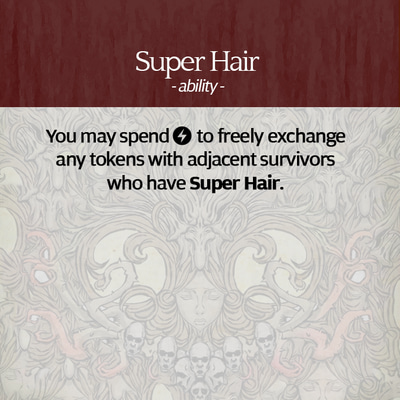 Super Hair
- ability -
You may spend to freely exchange
any tokens with adjacent survivors
who have Super Hair.